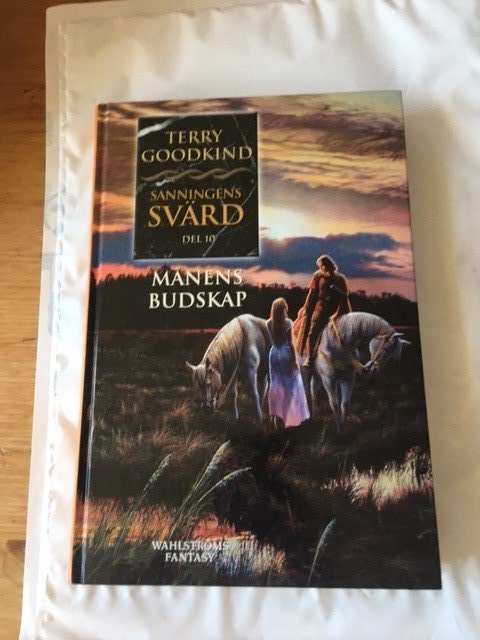 TERRY
GOODKIND
SANNINGENS
SVÄRD
DEL 10
MÅNENS
BUDSKAP
WAHLSTRÖMS
FANTASY